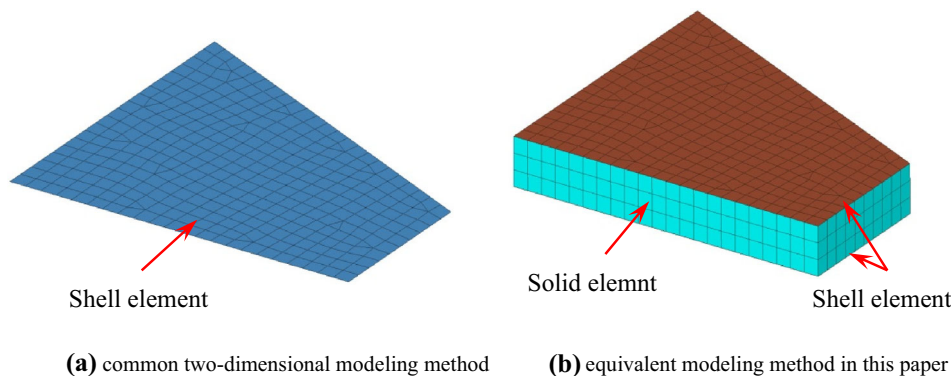 Shell element
Solid elemnt
Shell element
(a) common two-dimensional modeling method
(b) equivalent modeling method in this paper